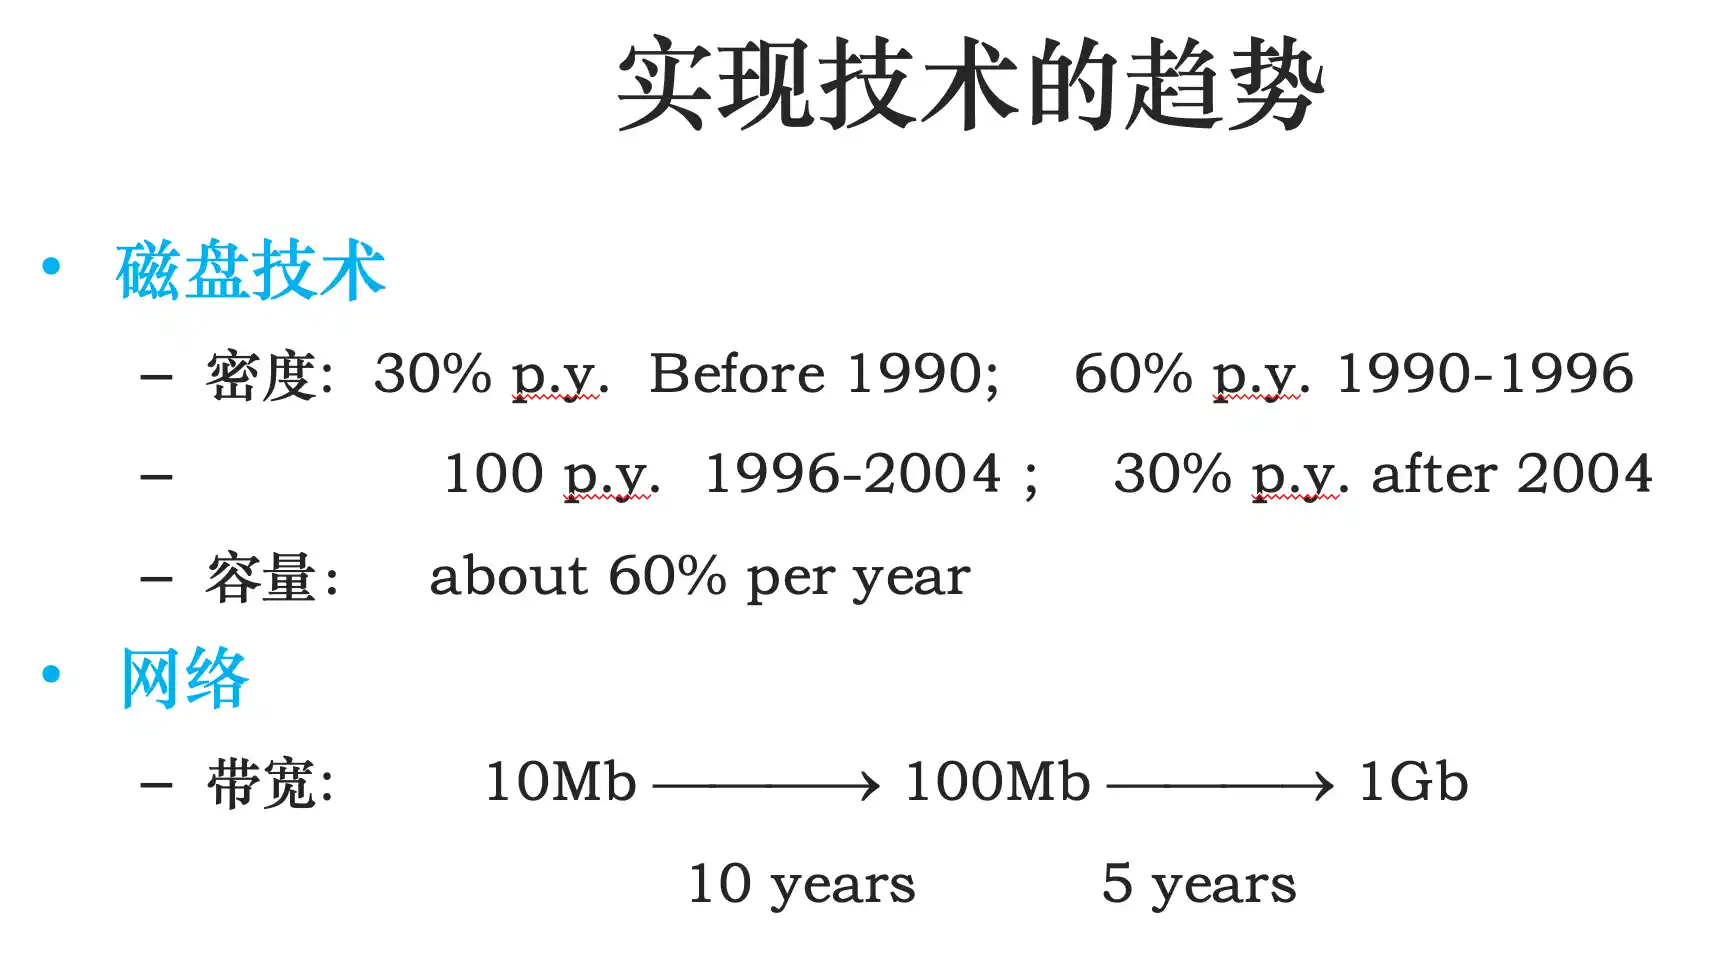 实现技术的趋势
• 磁盘技术
– 密度: 30% p.y. Before 1990; 60% p.y. 1990-1996
– 100 p.y. 1996-2004 ; 30% p.y. after 2004
– 容量: about 60% per year
• 网络
– 带宽: 10Mb ⟶ 100Mb ⟶ 1Gb
10 years 5 years